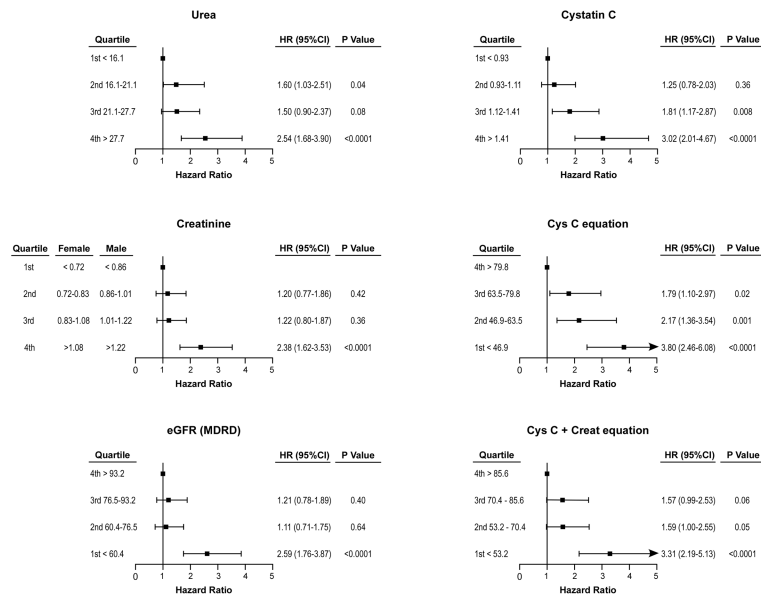 Urea
Quartile HR (95%CI) P Value
1st < 16.1
2nd 16.1-21.1 1.60 (1.03-2.51) 0.04
3rd 21.1-27.7 1.50 (0.90-2.37) 0.08
4th > 27.7 2.54 (1.68-3.90) <0.0001
0 1 2 3 4 5
Hazard Ratio
Cystatin C
Quartile HR (95%CI) P Value
1st < 0.93
2nd 0.93-1.11 1.25 (0.78-2.03) 0.36
3rd 1.12-1.41 1.81 (1.17-2.87) 0.008
4th > 1.41 3.02 (2.01-4.67) <0.0001
0 1 2 3 4 5
Hazard Ratio
Creatinine
Quartile Female Male HR (95%CI) P Value
1st < 0.72 < 0.86
2nd 0.72-0.83 0.86-1.01 1.20 (0.77-1.86) 0.42
3rd 0.83-1.08 1.01-1.22 1.22 (0.80-1.87) 0.36
4th >1.08 >1.22 2.38 (1.62-3.53) <0.0001
0 1 2 3 4 5
Hazard Ratio
Cys C equation
Quartile HR (95%CI) P Value
4th > 79.8
3rd 63.5-79.8 1.79 (1.10-2.97) 0.02
2nd 46.9-63.5 2.17 (1.36-3.54) 0.001
1st < 46.9 3.80 (2.46-6.08) <0.0001
0 1 2 3 4 5
Hazard Ratio
eGFR (MDRD)
Quartile HR (95%CI) P Value
4th > 93.2
3rd 76.5-93.2 1.21 (0.78-1.89) 0.40
2nd 60.4-76.5 1.11 (0.71-1.75) 0.64
1st < 60.4 2.59 (1.76-3.87) <0.0001
0 1 2 3 4 5
Hazard Ratio
Cys C + Creat equation
Quartile HR (95%CI) P Value
4th > 85.6
3rd 70.4 - 85.6 1.57 (0.99-2.53) 0.06
2nd 53.2 - 70.4 1.59 (1.00-2.55) 0.05
1st < 53.2 3.31 (2.19-5.13) <0.0001
0 1 2 3 4 5
Hazard Ratio